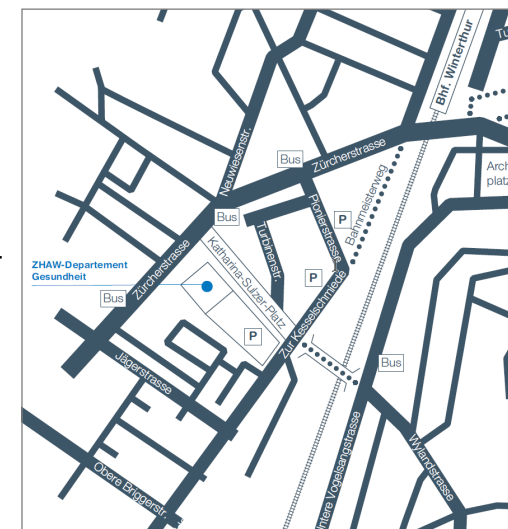 Bhf. Winterthur
Tu
Neuwiesenstr.
Bus
Zürcherstrasse
Arch
platz
Bahnmeisterweg
Pionierstrasse
P
Bus
Turbinenstr.
Katharina-Sulzer-Platz
Zürcherstrasse
ZHAW-Departement
Gesundheit
P
Bus
Zur Kesselschmiede
P
Jägerstrasse
Bus
Obere Briggerstr.
Untere Vogelsangstrasse
Wylandstrasse